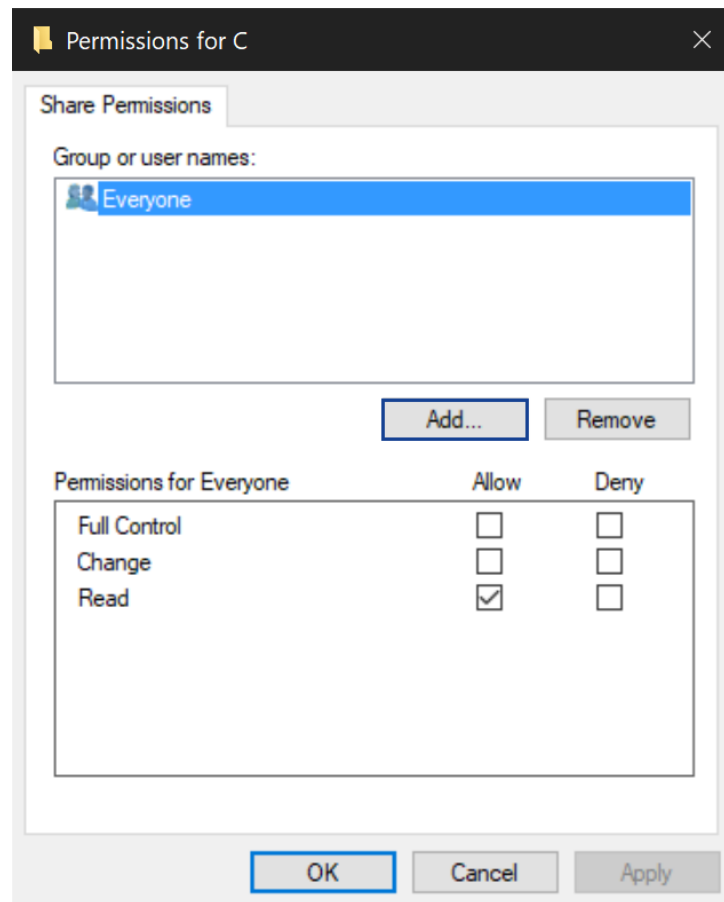 Permissions for C
Share Permissions
Group or user names:
Everyone
Add... Remove
Permissions for Everyone Allow Deny
Full Control
Change
Read
OK Cancel Apply